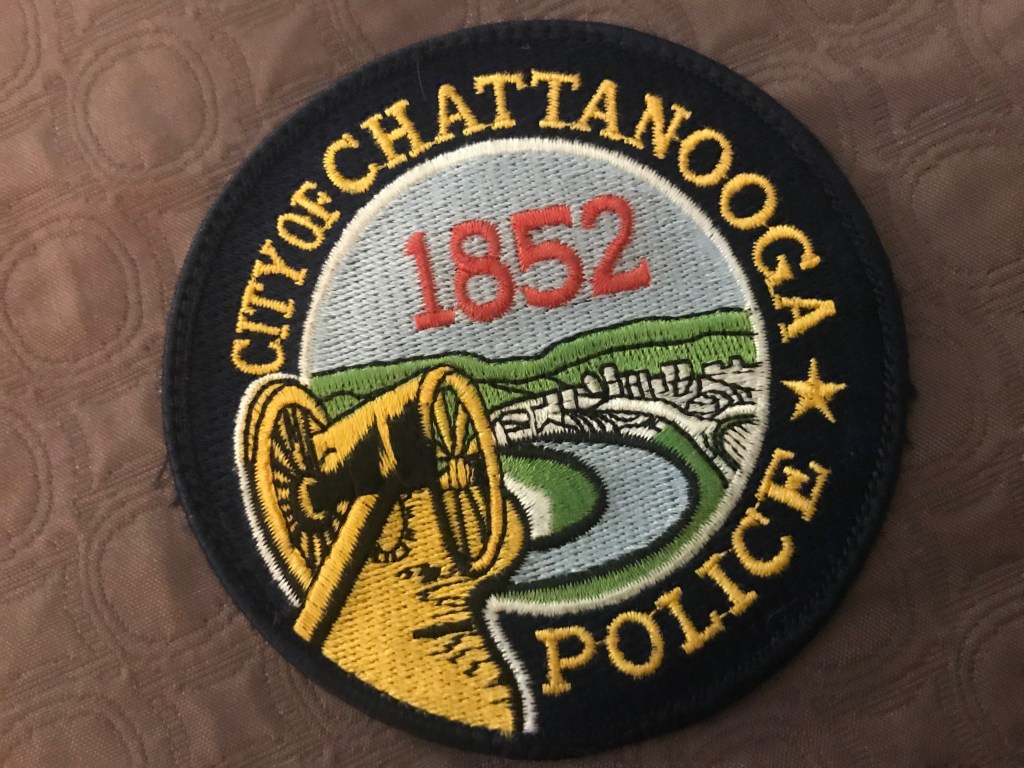 CITY OF CHATTANOOGA
1852
POLICE